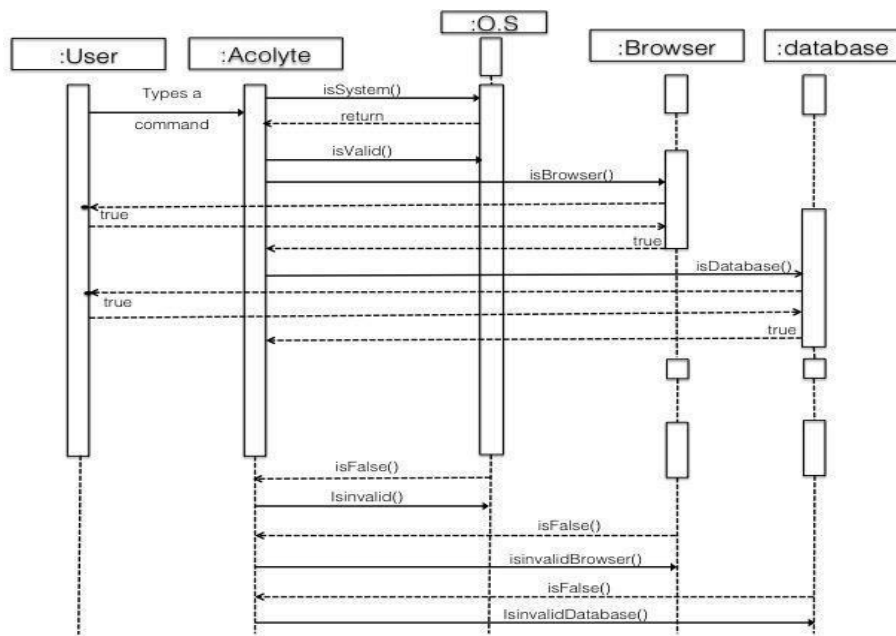 :User
:Acolyte
:O.S
:Browser
:database
Types a
command
isSystem()
return
isValid()
isBrowser()
true
true
isDatabase()
true
true
isFalse()
Isinvalid()
isFalse()
isinvalidBrowser()
isFalse()
IsinvalidDatabase()